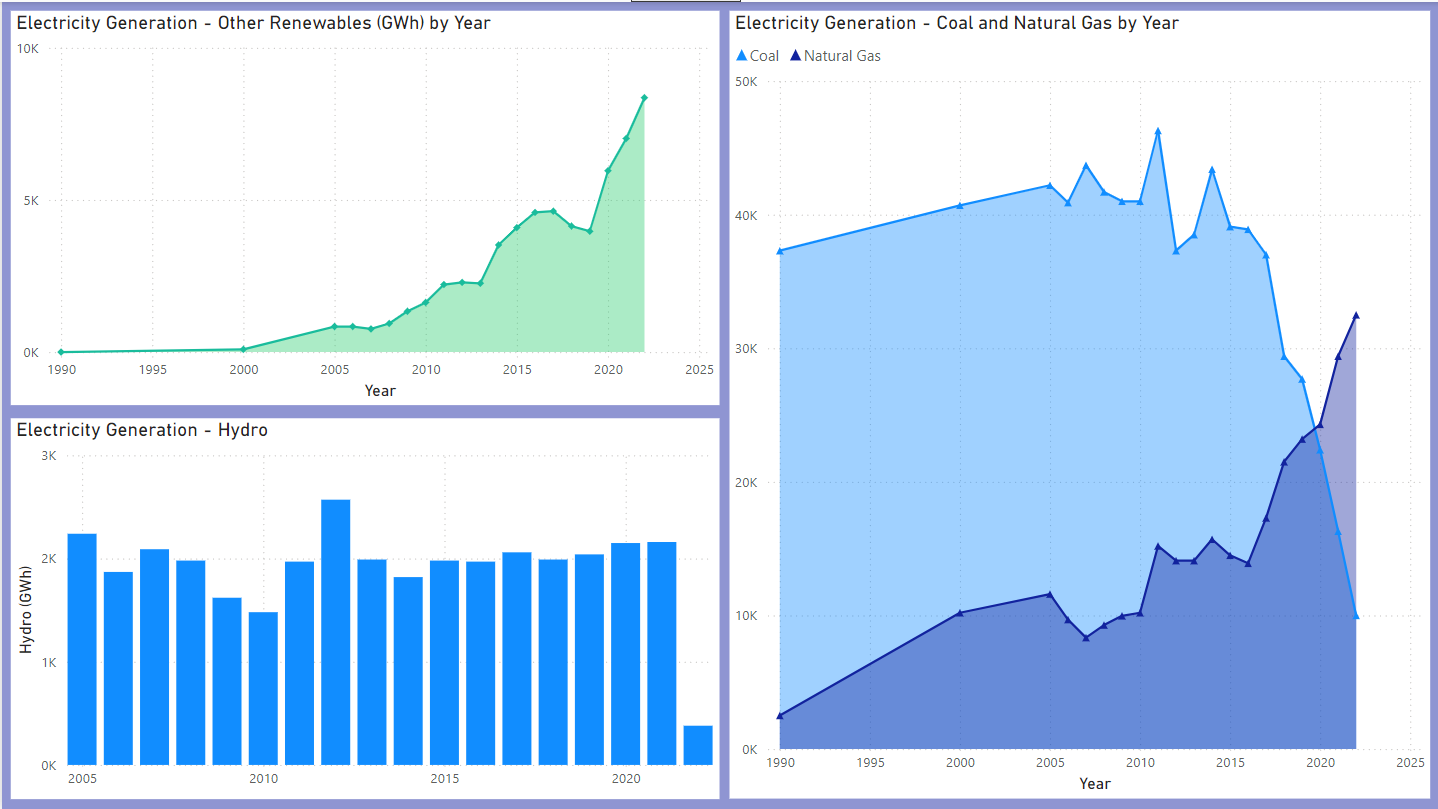 Electricity Generation - Other Renewables (GWh) by Year
10K
5K
0K
1990 1995 2000 2005 2010 2015 2020 2025
Year
Electricity Generation - Hydro
Hydro (GWh)
3K
2K
1K
0K
2005 2010 2015 2020
Electricity Generation - Coal and Natural Gas by Year
Coal Natural Gas
50K
40K
30K
20K
10K
0K
1990 1995 2000 2005 2010 2015 2020 2025
Year